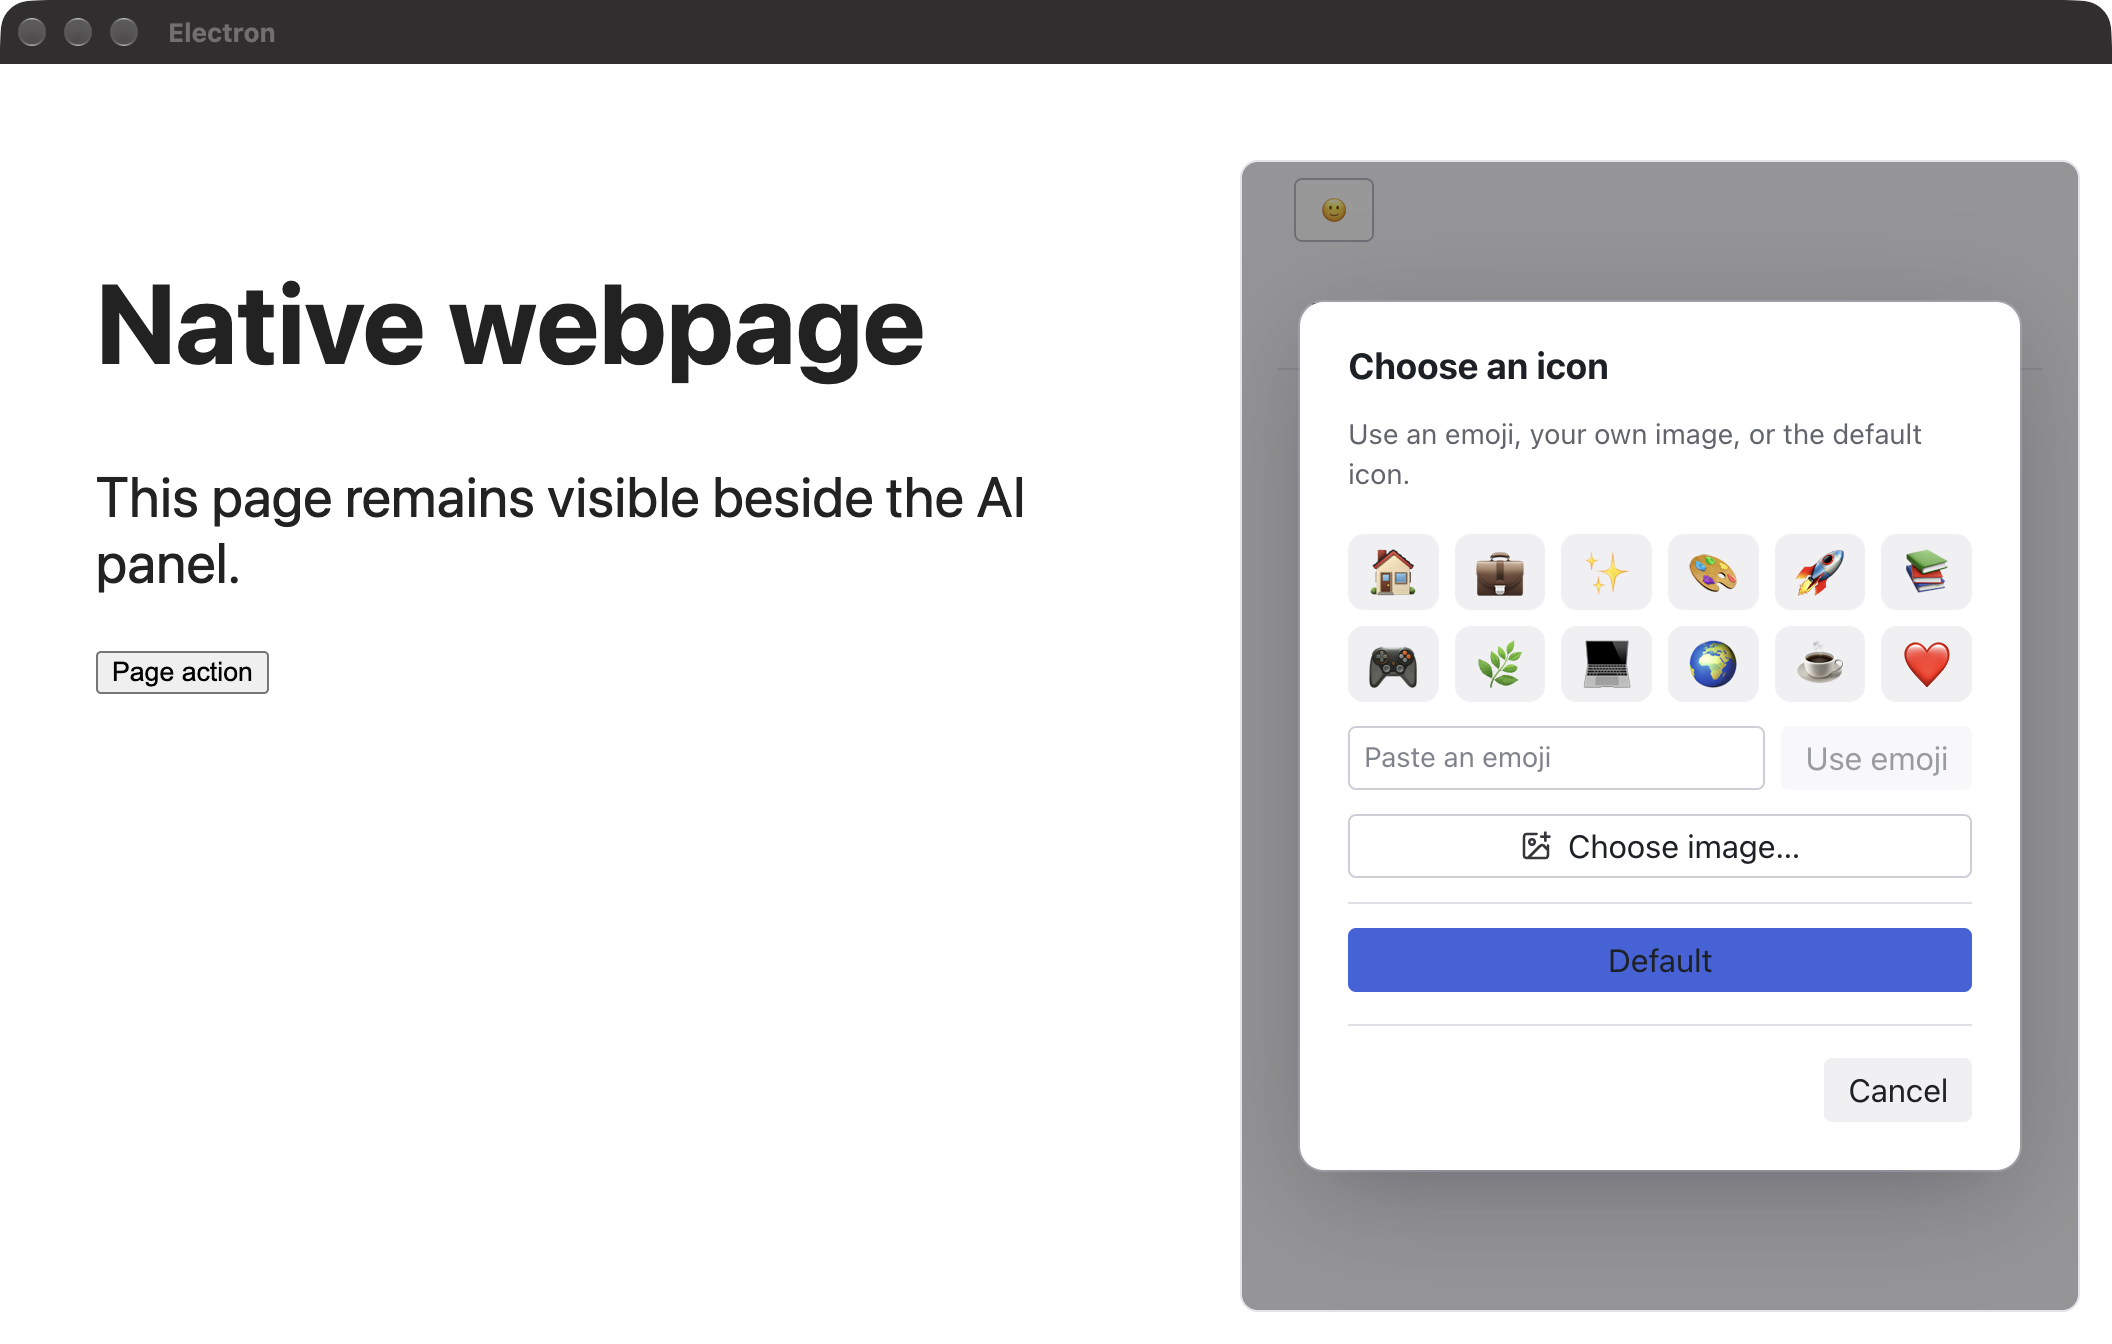 Electron
Native webpage
This page remains visible beside the AI
panel.
Page action
Choose an icon
Use an emoji, your own image, or the default
icon.
Paste an emoji
Use emoji
Choose image...
Default
Cancel